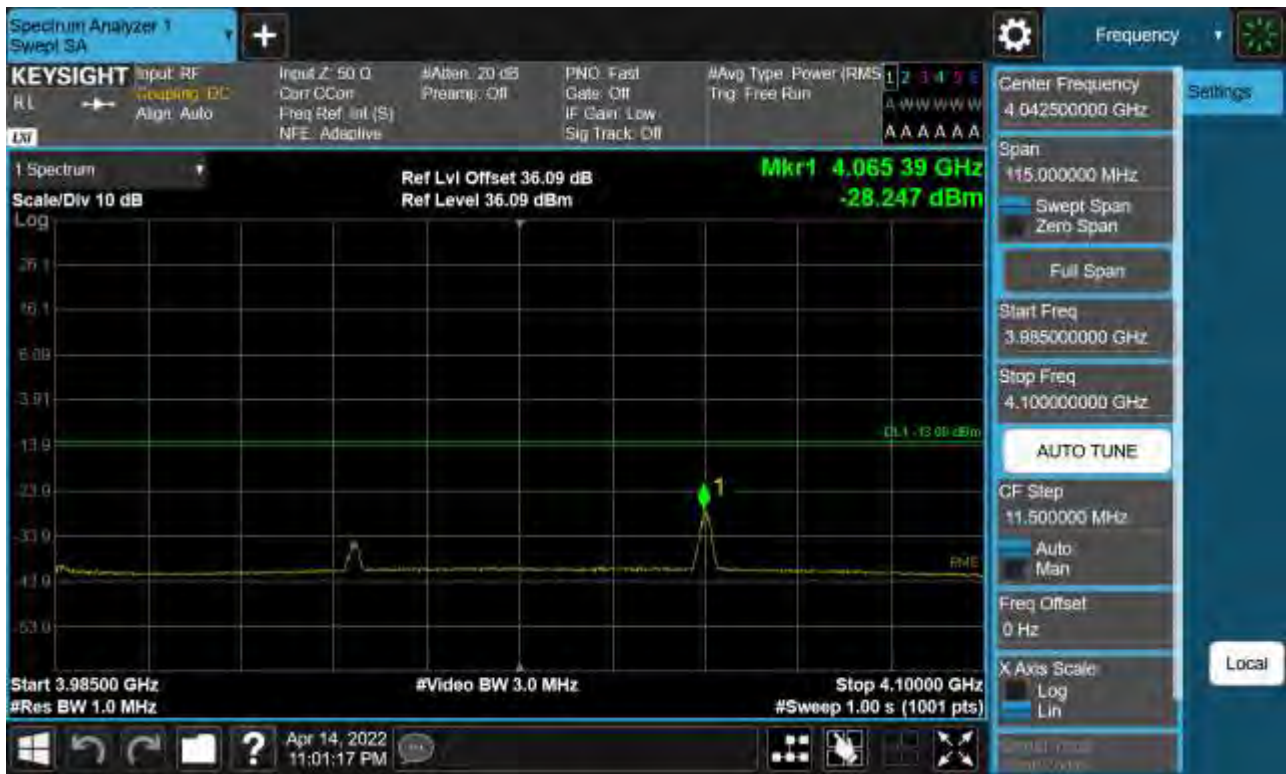 Spectrum Analyzer 1
Swept SA
+
Frequency
KEYSIGHT Input: RF
Coupling: DC
Align: Auto
RL
LXI
Input Z: 50 Ω
Corr CCorr
Freq Ref: Int (S)
NFE: Adaptive
#Atten: 20 dB
Preamp: Off
PNO: Fast
Gate: Off
IF Gain: Low
Sig Track: Off
#Avg Type: Power (RMS
Trig: Free Run
1 2 3 4 5 6
A W W W W W
A A A A A A
1 Spectrum
Scale/Div 10 dB
Log
Ref Lvl Offset 36.09 dB
Ref Level 36.09 dBm
Mkr1 4.065 39 GHz
-28.247 dBm
26.1
16.1
6.09
-3.91
-13.9
-23.9
-33.9
-43.9
-53.9
DL1 -13.00 dBm
1
RMS
Start 3.98500 GHz
#Res BW 1.0 MHz
#Video BW 3.0 MHz
Stop 4.10000 GHz
#Sweep 1.00 s (1001 pts)
Center Frequency
4.042500000 GHz
Settings
Span
115.000000 MHz
Swept Span
Zero Span
Full Span
Start Freq
3.985000000 GHz
Stop Freq
4.100000000 GHz
AUTO TUNE
CF Step
11.500000 MHz
Auto
Man
Freq Offset
0 Hz
X Axis Scale
Log
Lin
Local
?
Apr 14, 2022
11:01:17 PM